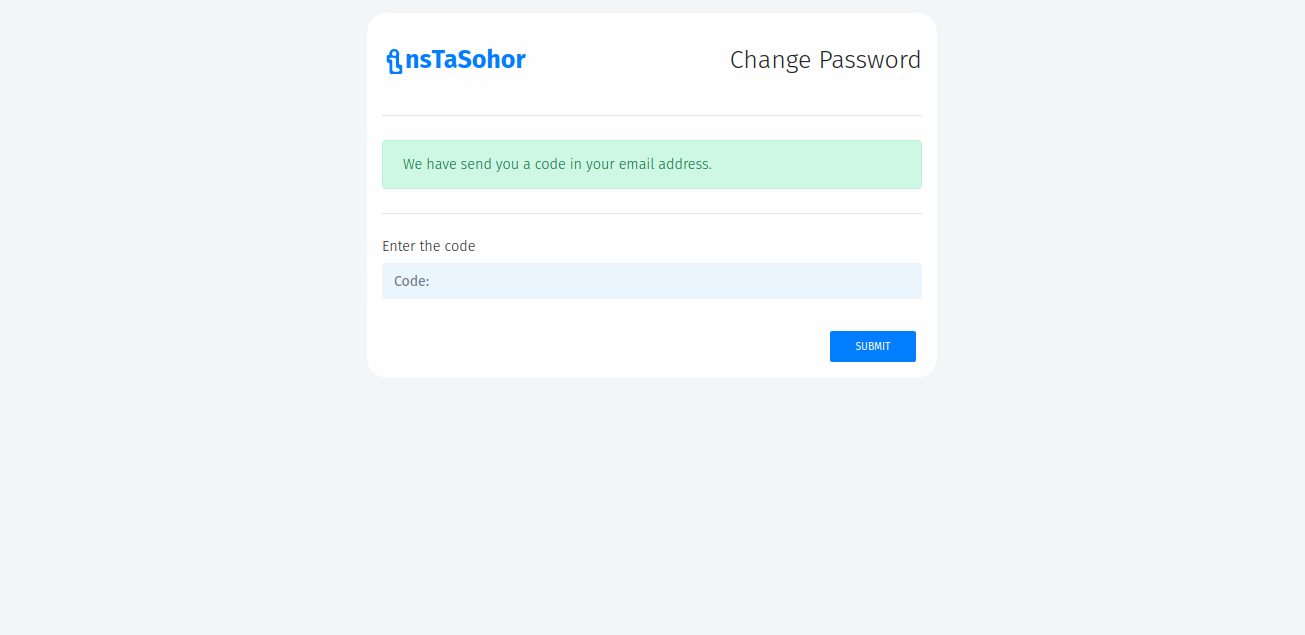 insTaSohor
Change Password
We have send you a code in your email address.
Enter the code
Code:
SUBMIT